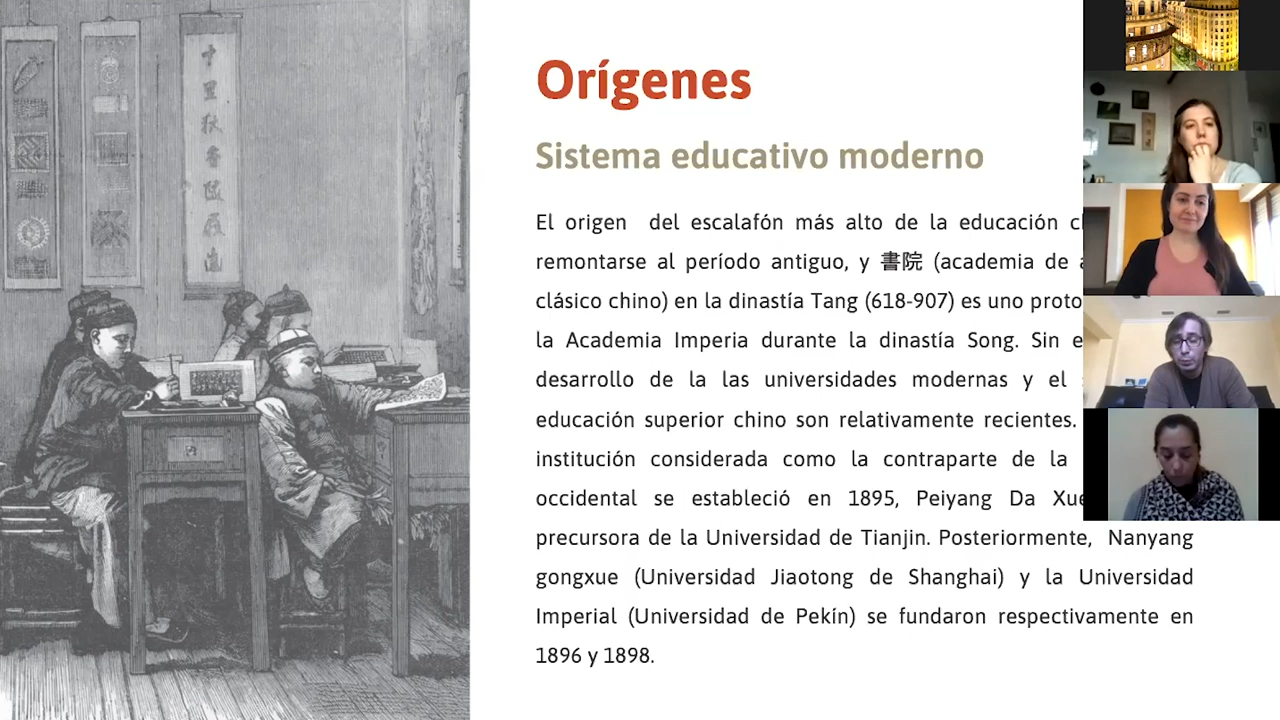 Orígenes
Sistema educativo moderno
El origen del escalafón más alto de la educación
remontarse al período antiguo, y 書院 (academia de
clásico chino) en la dinastía Tang (618-907) es uno
la Academia Imperia durante la dinastía Song. Sin
desarrollo de la las universidades modernas y el
educación superior chino son relativamente recientes.
institución considerada como la contraparte de la
occidental se estableció en 1895, Peiyang Da
precursora de la Universidad de Tianjin. Posteriormente, Nanyang
gongxue (Universidad Jiaotong de Shanghai) y la Universidad
Imperial (Universidad de Pekín) se fundaron respectivamente en
1896 y 1898.